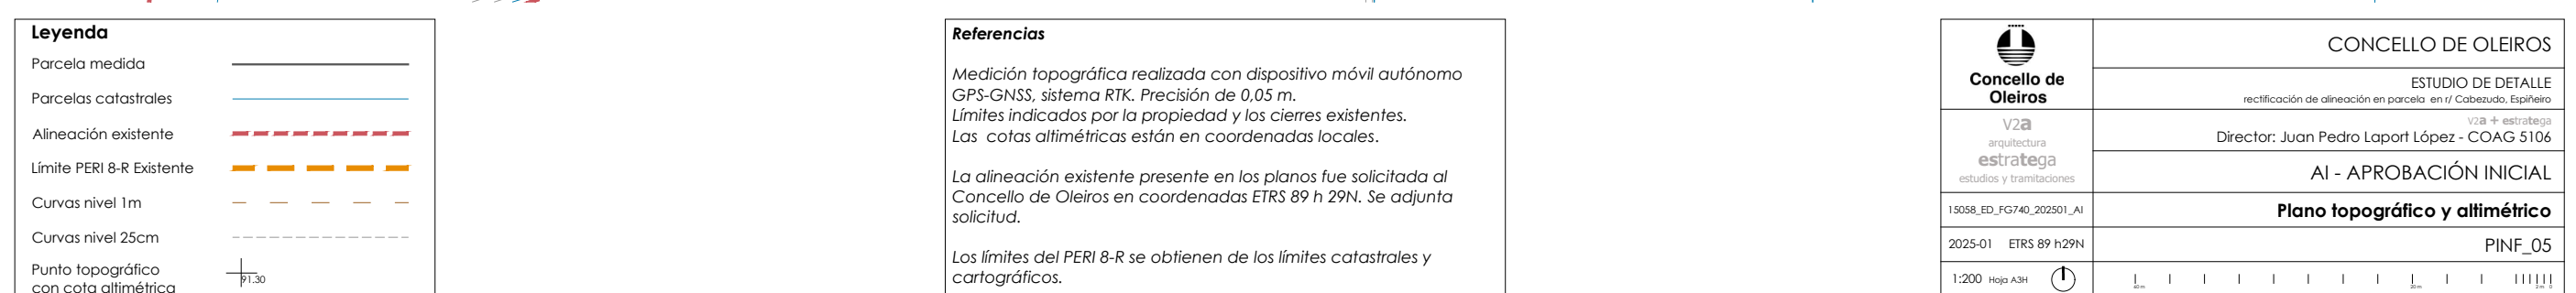 Leyenda
Parcela medida
Parcelas catastrales
Alineación existente
Límite PERI 8-R Existente
Curvas nivel 1m
Curvas nivel 25cm
Punto topográfico
con cota altimétrica
91.30
Referencias
Medición topográfica realizada con dispositivo móvil autónomo
GPS-GNSS, sistema RTK. Precisión de 0,05 m.
Límites indicados por la propiedad y los cierres existentes.
Las cotas altimétricas están en coordenadas locales.
La alineación existente presente en los planos fue solicitada al
Concello de Oleiros en coordenadas ETRS 89 h 29N. Se adjunta
solicitud.
Los límites del PERI 8-R se obtienen de los límites catastrales y
cartográficos.
Concello de
Oleiros
CONCELLO DE OLEIROS
ESTUDIO DE DETALLE
rectificación de alineación en parcela en r/ Cabezudo, Espiñeiro
V2a
arquitectura
estratega
estudios y tramitaciones
V2a + estratega
Director: Juan Pedro Laport López - COAG 5106
AI - APROBACIÓN INICIAL
15058_ED_FG740_202501_AI
Plano topográfico y altimétrico
2025-01 ETRS 89 h29N
PINF_05
1:200 Hoja A3H
40 m 20 m 2 m 0